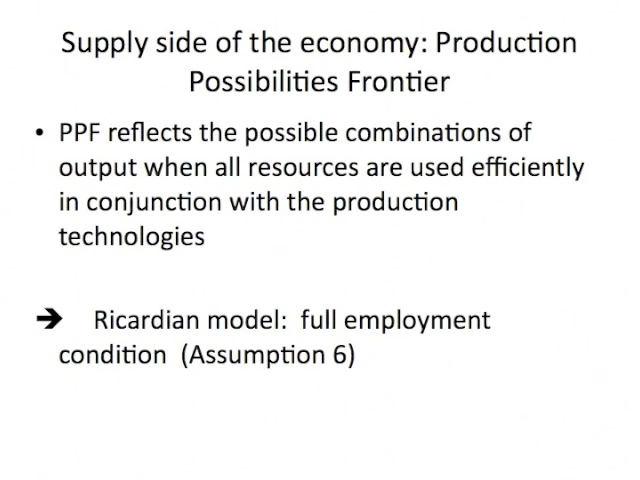 Supply side of the economy: Production
Possibilities Frontier
• PPF reflects the possible combinations of
output when all resources are used efficiently
in conjunction with the production
technologies
➔ Ricardian model: full employment
condition (Assumption 6)